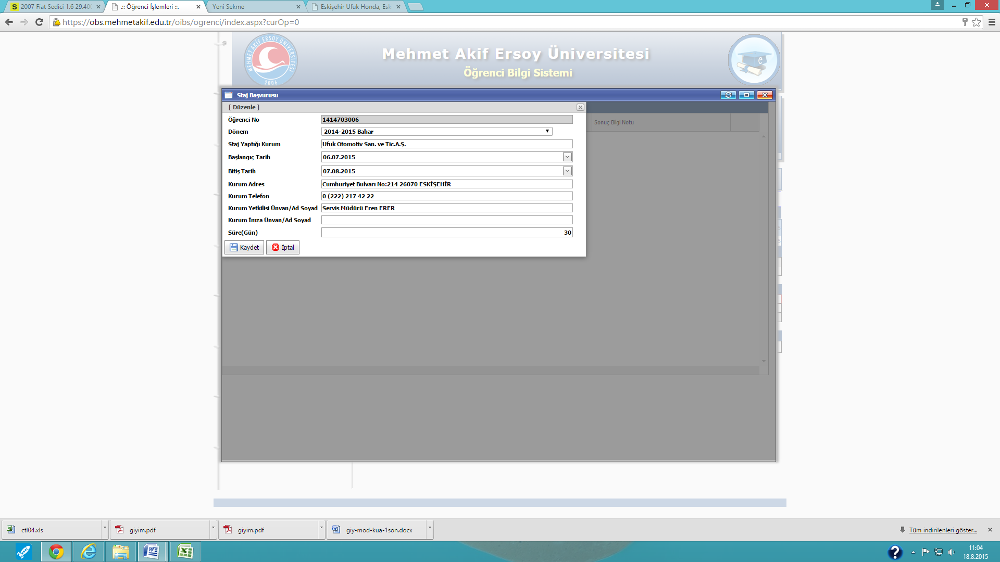 2007 Fiat Sedici 1.6 29.400
.:: Öğrenci İşlemleri ::.
Yeni Sekme
Eskişehir Ufuk Honda, Esk
https://obs.mehmetakif.edu.tr/oibs/ogrenci/index.aspx?curOp=0
MEHMET AKİF ERSOY ÜNİVERSİTESİ
2006
Mehmet Akif Ersoy Üniversitesi
Öğrenci Bilgi Sistemi
e
Staj Başvurusu
[ Düzenle ]
Öğrenci No 1414703006
Sonuç Bilgi Notu
Dönem 2014-2015 Bahar
Staj Yaptığı Kurum Ufuk Otomotiv San. ve Tic.A.Ş.
Başlangıç Tarih 06.07.2015
Bitiş Tarih 07.08.2015
Kurum Adres Cumhuriyet Bulvarı No:214 26070 ESKİŞEHİR
Kurum Telefon 0 (222) 217 42 22
Kurum Yetkilisi Ünvan/Ad Soyad Servis Müdürü Eren ERER
Kurum İmza Ünvan/Ad Soyad
Süre(Gün) 30
Kaydet İptal
ctl04.xls
giyim.pdf
giyim.pdf
giy-mod-kua-1son.docx
Tüm indirilenleri göster...
11:04
18.8.2015